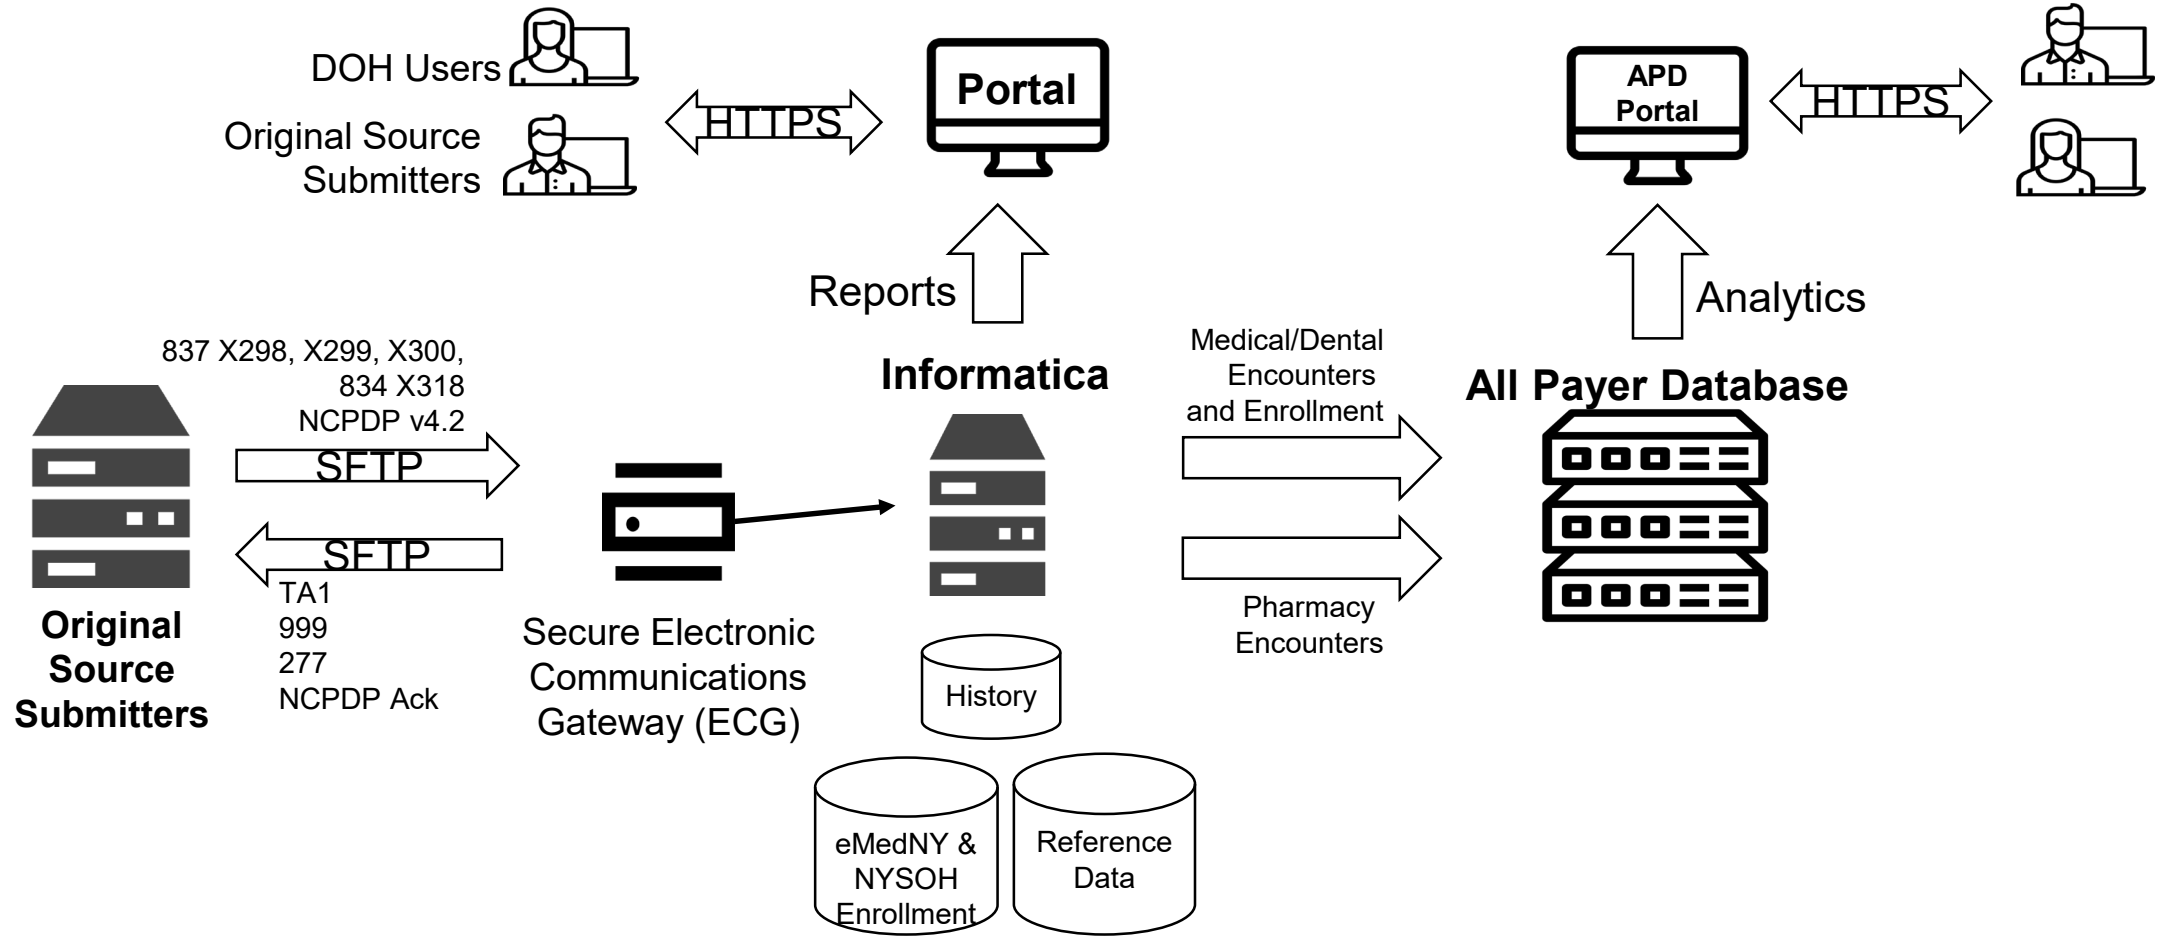 DOH Users
Original Source
Submitters
HTTPS
Portal
APD
Portal
HTTPS
Reports
Analytics
837 X298, X299, X300,
834 X318
NCPDP v4.2
SFTP
SFTP
TA1
999
277
NCPDP Ack
Original
Source
Submitters
Secure Electronic
Communications
Gateway (ECG)
Informatica
History
eMedNY &
NYSOH
Enrollment
Reference
Data
Medical/Dental
Encounters
and Enrollment
Pharmacy
Encounters
All Payer Database